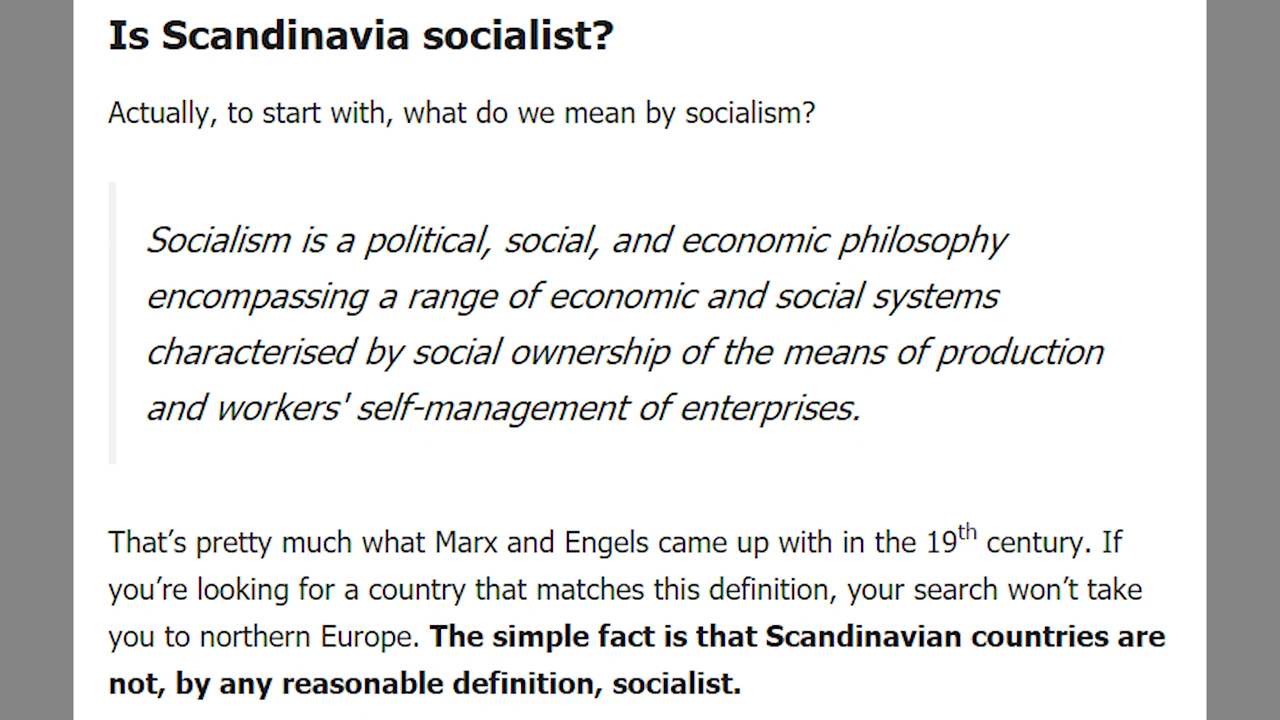 Is Scandinavia socialist?
Actually, to start with, what do we mean by socialism?
Socialism is a political, social, and economic philosophy
encompassing a range of economic and social systems
characterised by social ownership of the means of production
and workers' self-management of enterprises.
That’s pretty much what Marx and Engels came up with in the 19th century. If
you’re looking for a country that matches this definition, your search won’t take
you to northern Europe. The simple fact is that Scandinavian countries are
not, by any reasonable definition, socialist.